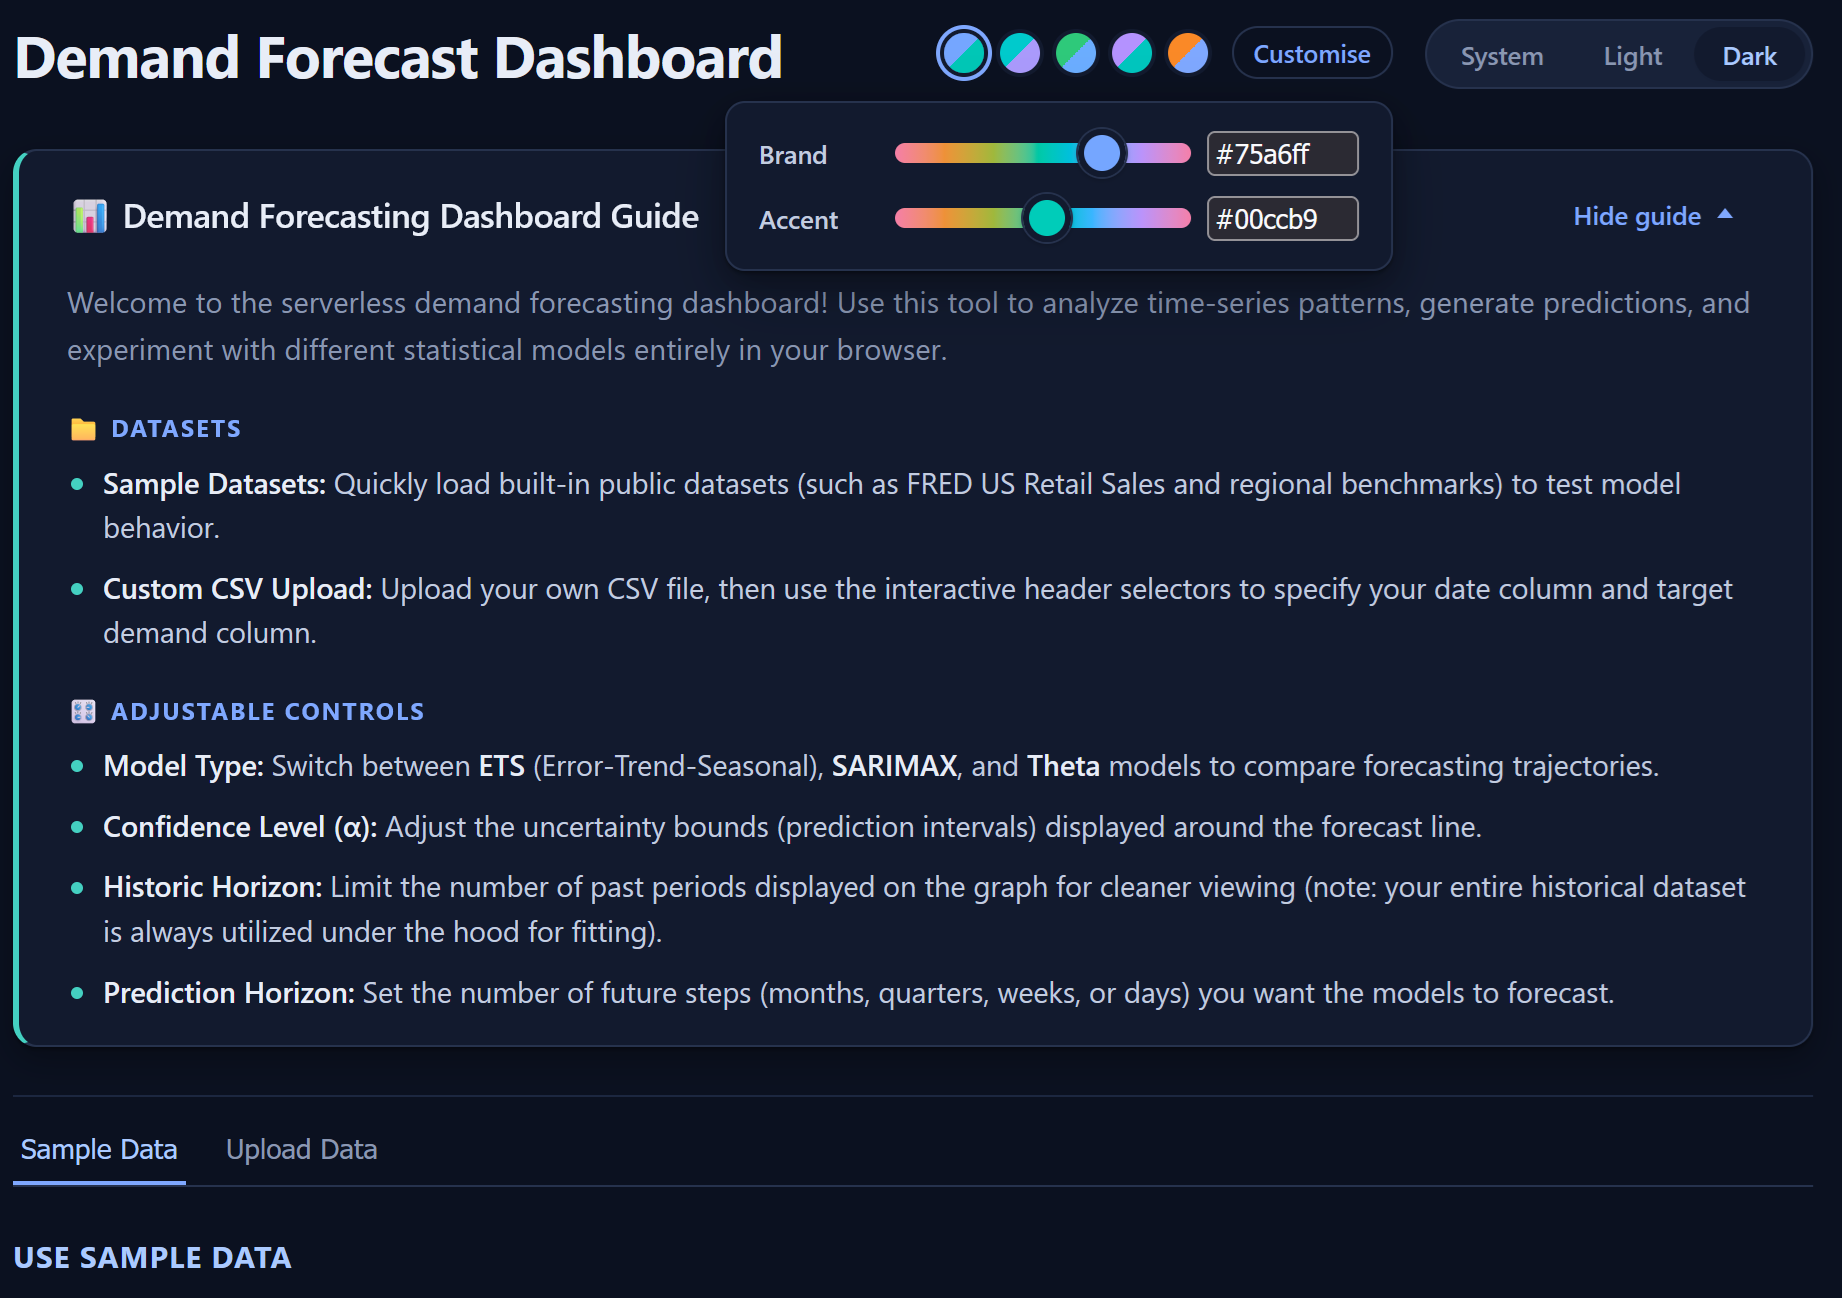 Demand Forecast Dashboard
Customise
System
Light
Dark
Brand
#75a6ff
Accent
#00ccb9
Demand Forecasting Dashboard Guide
Hide guide
Welcome to the serverless demand forecasting dashboard! Use this tool to analyze time-series patterns, generate predictions, and
experiment with different statistical models entirely in your browser.
DATASETS
Sample Datasets: Quickly load built-in public datasets (such as FRED US Retail Sales and regional benchmarks) to test model
behavior.
Custom CSV Upload: Upload your own CSV file, then use the interactive header selectors to specify your date column and target
demand column.
ADJUSTABLE CONTROLS
Model Type: Switch between ETS (Error-Trend-Seasonal), SARIMAX, and Theta models to compare forecasting trajectories.
Confidence Level (α): Adjust the uncertainty bounds (prediction intervals) displayed around the forecast line.
Historic Horizon: Limit the number of past periods displayed on the graph for cleaner viewing (note: your entire historical dataset
is always utilized under the hood for fitting).
Prediction Horizon: Set the number of future steps (months, quarters, weeks, or days) you want the models to forecast.
Sample Data
Upload Data
USE SAMPLE DATA